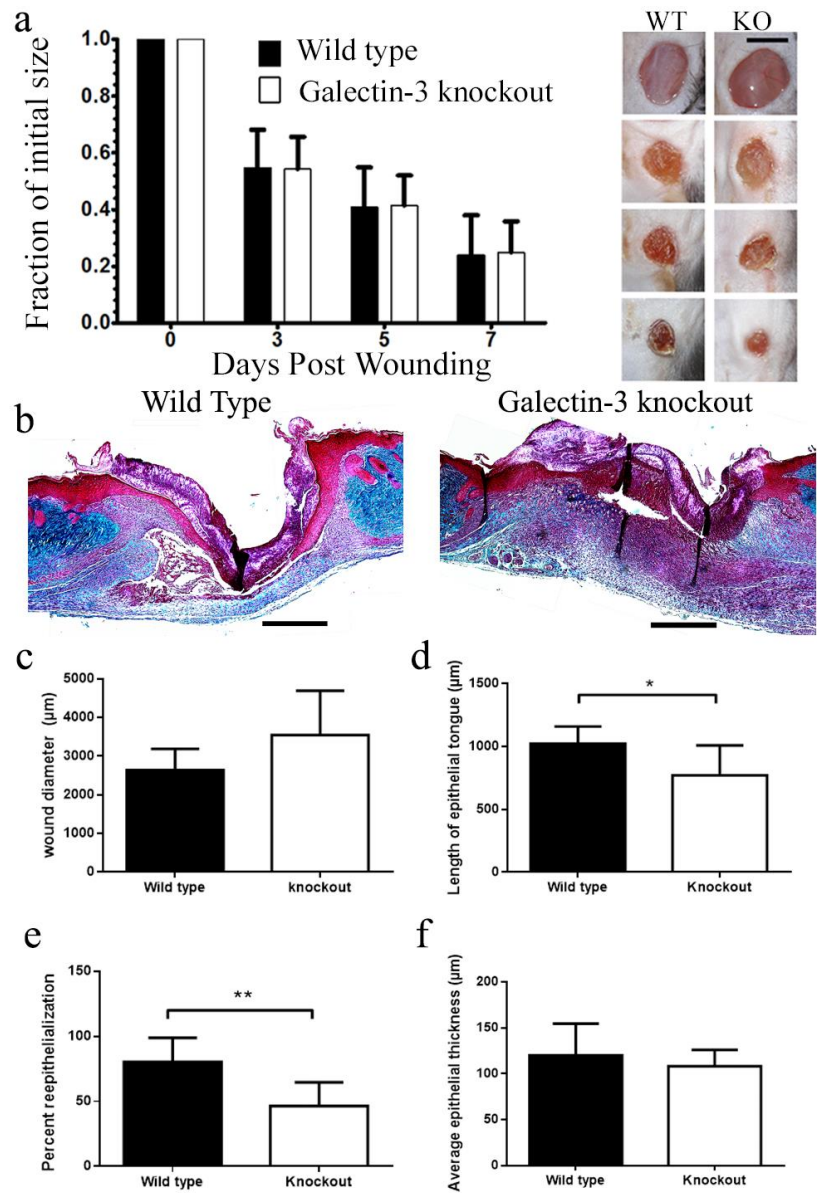 a
Fraction of initial size
1.0
0.8
0.6
0.4
0.2
0.0
Wild type
Galectin-3 knockout
0 3 5 7
Days Post Wounding
WT KO
b
Wild Type Galectin-3 knockout
c
wound diameter (µm)
5000
4000
3000
2000
1000
0
Wild type knockout
d
Length of epithelial tongue (µm)
1500
1000
500
0
*
Wild type Knockout
e
Percent reepithelialization
150
100
50
0
**
Wild type Knockout
f
Average epithelial thickness (µm)
200
150
100
50
0
Wild type Knockout